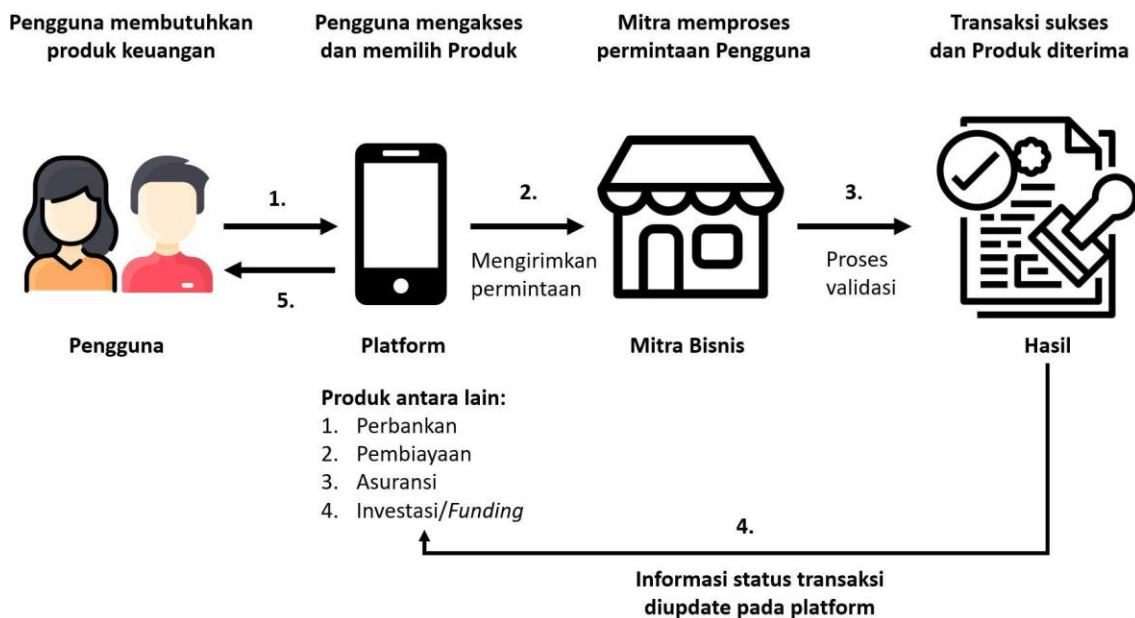 Pengguna membutuhkan
produk keuangan
Pengguna mengakses
dan memilih Produk
Mitra memproses
permintaan Pengguna
Transaksi sukses
dan Produk diterima
1.
2.
3.
Mengirimkan
permintaan
Proses
validasi
5.
Pengguna
Platform
Mitra Bisnis
Hasil
Produk antara lain:
1. Perbankan
2. Pembiayaan
3. Asuransi
4. Investasi/Funding
4.
Informasi status transaksi
diupdate pada platform